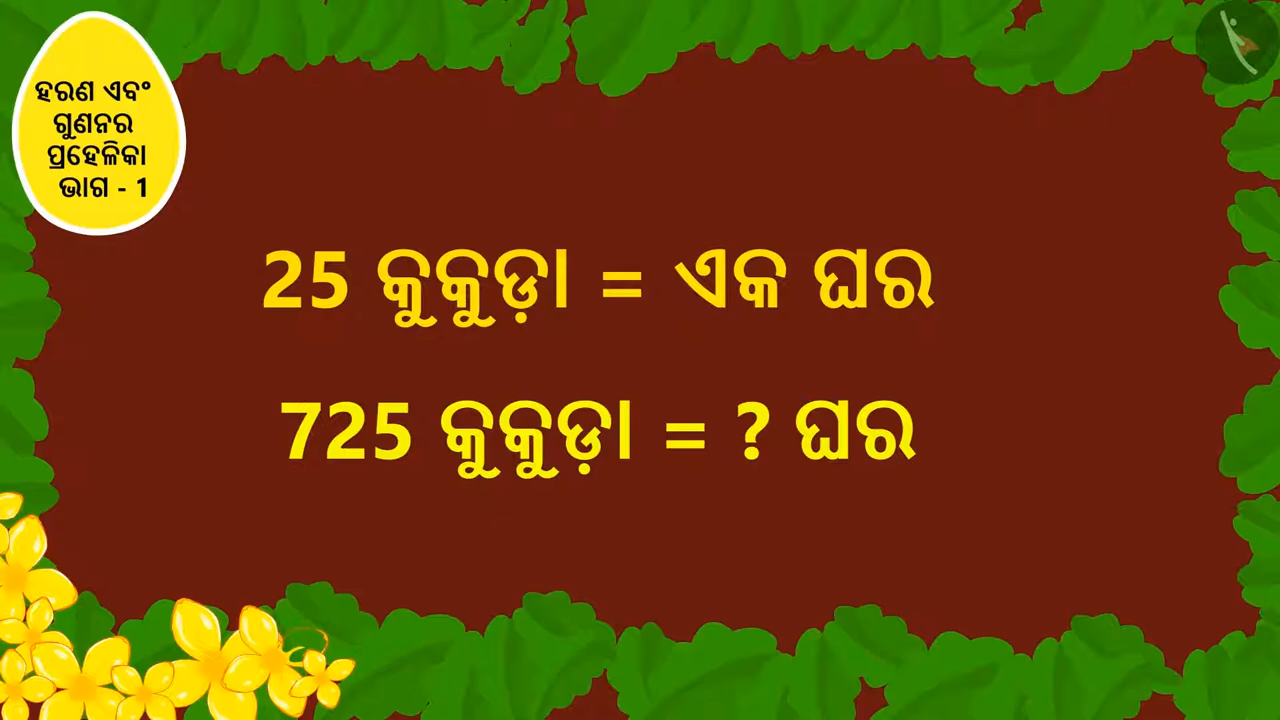 ହରଣ ଏବଂ
ଗୁଣନର
ପ୍ରହେଳିକା
ଭାଗ - 1
25 କୁକୁଡ଼ା = ଏକ ଘର
725 କୁକୁଡ଼ା = ? ଘର